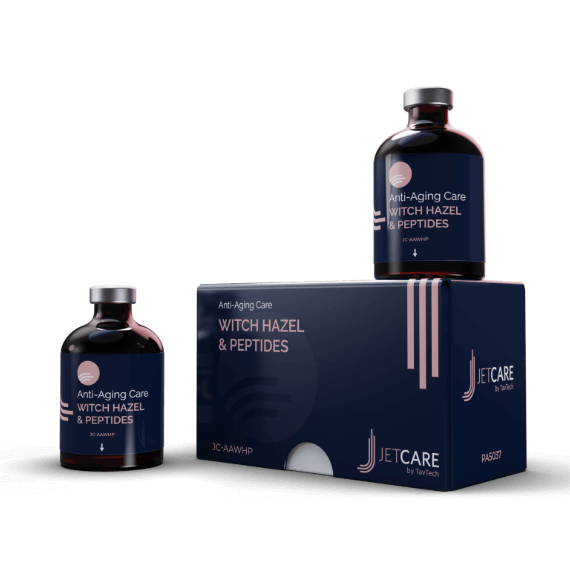 Anti-Aging Care
WITCH HAZEL
& PEPTIDES
JC-AAWHP
Anti-Aging Care
WITCH HAZEL
& PEPTIDES
JC-AAWHP
JETCARE
by TavTech
JETCARE
by TavTech
PA5037
Anti-Aging Care
WITCH HAZEL
& PEPTIDES
JC-AAWHP